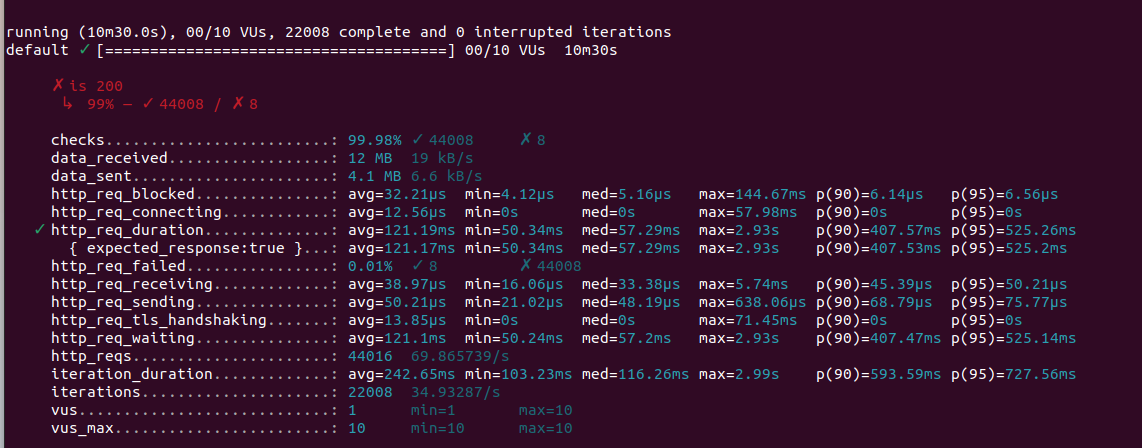 running (10m30.0s), 00/10 VUs, 22008 complete and 0 interrupted iterations
default ✓ [======================================] 00/10 VUs  10m30s
✗ is 200
↳  99% — ✓ 44008 / ✗ 8
checks.........................: 99.98% ✓ 44008     ✗ 8
data_received..................: 12 MB  19 kB/s
data_sent......................: 4.1 MB 6.6 kB/s
http_req_blocked...............: avg=32.21µs  min=4.12µs   med=5.16µs   max=144.67ms p(90)=6.14µs   p(95)=6.56µs
http_req_connecting............: avg=12.56µs  min=0s       med=0s       max=57.98ms  p(90)=0s       p(95)=0s
✓ http_req_duration..............: avg=121.19ms min=50.34ms  med=57.29ms  max=2.93s    p(90)=407.57ms p(95)=525.26ms
{ expected_response:true }...: avg=121.17ms min=50.34ms  med=57.29ms  max=2.93s    p(90)=407.53ms p(95)=525.2ms
http_req_failed................: 0.01%  ✓ 8         ✗ 44008
http_req_receiving.............: avg=38.97µs  min=16.06µs  med=33.38µs  max=5.74ms   p(90)=45.39µs  p(95)=50.21µs
http_req_sending...............: avg=50.21µs  min=21.02µs  med=48.19µs  max=638.06µs p(90)=68.79µs  p(95)=75.77µs
http_req_tls_handshaking.......: avg=13.85µs  min=0s       med=0s       max=71.45ms  p(90)=0s       p(95)=0s
http_req_waiting...............: avg=121.1ms  min=50.24ms  med=57.2ms   max=2.93s    p(90)=407.47ms p(95)=525.14ms
http_reqs......................: 44016  69.865739/s
iteration_duration.............: avg=242.65ms min=103.23ms med=116.26ms max=2.99s    p(90)=593.59ms p(95)=727.56ms
iterations.....................: 22008  34.93287/s
vus............................: 1      min=1       max=10
vus_max........................: 10     min=10      max=10